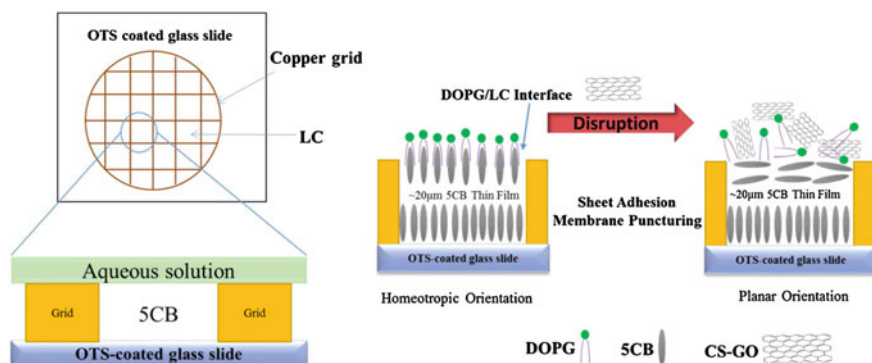 OTS coated glass slide
Copper grid
LC
Aqueous solution
Grid
5CB
Grid
OTS-coated glass slide
DOPG/LC Interface
Disruption
~20μm 5CB Thin Film
Sheet Adhesion
Membrane Puncturing
~20μm 5CB Thin Film
OTS-coated glass slide
OTS-coated glass slide
Homeotropic Orientation
Planar Orientation
DOPG
5CB
CS-GO